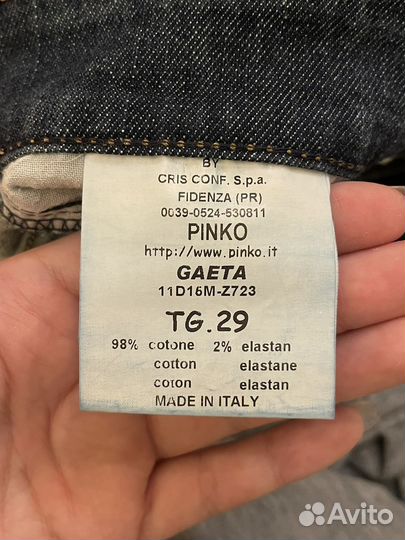 BY
CRIS CONF. S.p.a.
FIDENZA (PR)
0039-0524-530811
PINKO
http://www.pinko.it
GAETA
11D15M-Z723
TG.29
98% cotone 2% elastan
cotton elastane
coton elastan
MADE IN ITALY
Avito